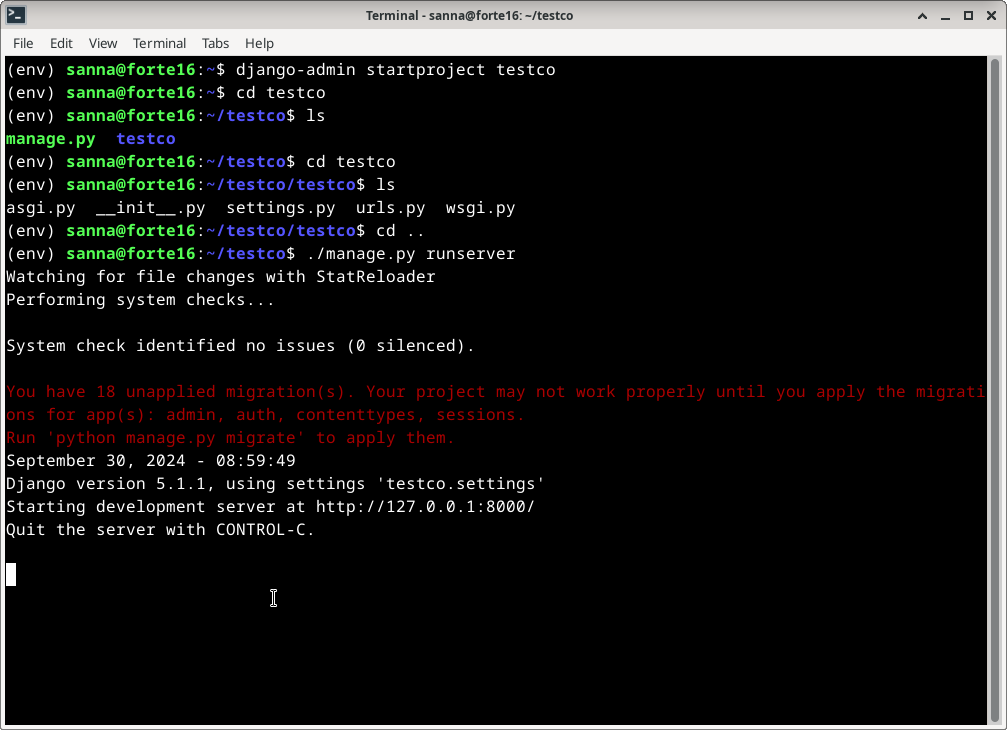 Terminal - sanna@forte16: ~/testco
File Edit View Terminal Tabs Help
(env) sanna@forte16:~$ django-admin startproject testco
(env) sanna@forte16:~$ cd testco
(env) sanna@forte16:~/testco$ ls
manage.py  testco
(env) sanna@forte16:~/testco$ cd testco
(env) sanna@forte16:~/testco/testco$ ls
asgi.py  __init__.py  settings.py  urls.py  wsgi.py
(env) sanna@forte16:~/testco/testco$ cd ..
(env) sanna@forte16:~/testco$ ./manage.py runserver
Watching for file changes with StatReloader
Performing system checks...
System check identified no issues (0 silenced).
You have 18 unapplied migration(s). Your project may not work properly until you apply the migrati
ons for app(s): admin, auth, contenttypes, sessions.
Run 'python manage.py migrate' to apply them.
September 30, 2024 - 08:59:49
Django version 5.1.1, using settings 'testco.settings'
Starting development server at http://127.0.0.1:8000/
Quit the server with CONTROL-C.